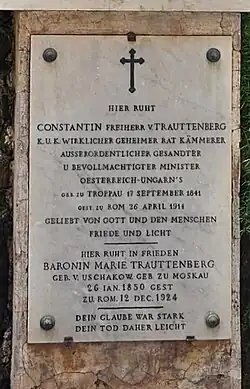 HIER RUHT
CONSTANTIN FREIHERR V. TRAUTTENBERG
K.U.K. WIRKLICHER GEHEIMER RAT KÄMMERER
AUSSERORDENTLICHER GESANDTER
U BEVOLLMÄCHTIGTER MINISTER
OESTERREICH-UNGARN'S
GEB ZU TROPPAU 17 SEPTEMBER 1841
GEST. ZU ROM 26 APRIL 1914
GELIEBT VON GOTT UND DEN MENSCHEN
FRIEDE UND LICHT
HIER RUHT IN FRIEDEN
BARONIN MARIE TRAUTTENBERG
GEB. V. USCHAKOW GEB ZU MOSKAU
26 IAN. 1850 GEST
ZU ROM. 12 DEC. 1924
DEIN GLAUBE WAR STARK
DEIN TOD DAHER LEICHT